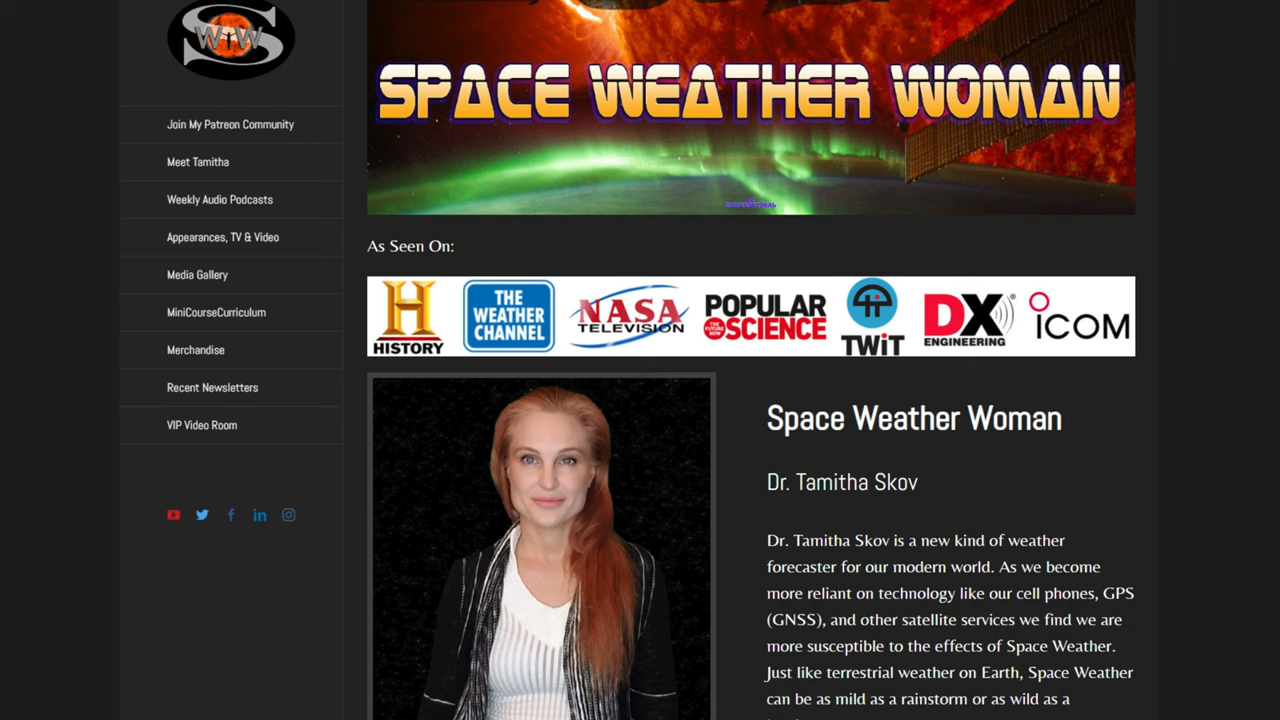 S
WiW
SPACE WEATHER WOMAN
Join My Patreon Community
Meet Tamitha
Weekly Audio Podcasts
Appearances, TV & Video
Media Gallery
MiniCourseCurriculum
Merchandise
Recent Newsletters
VIP Video Room
As Seen On:
H
HISTORY
THE
WEATHER
CHANNEL
NASA
TELEVISION
POPULAR
THE FUTURE NOW
SCIENCE
TWiT
DX
ENGINEERING
ICOM
Space Weather Woman
Dr. Tamitha Skov
Dr. Tamitha Skov is a new kind of weather
forecaster for our modern world. As we become
more reliant on technology like our cell phones, GPS
(GNSS), and other satellite services we find we are
more susceptible to the effects of Space Weather.
Just like terrestrial weather on Earth, Space Weather
can be as mild as a rainstorm or as wild as a